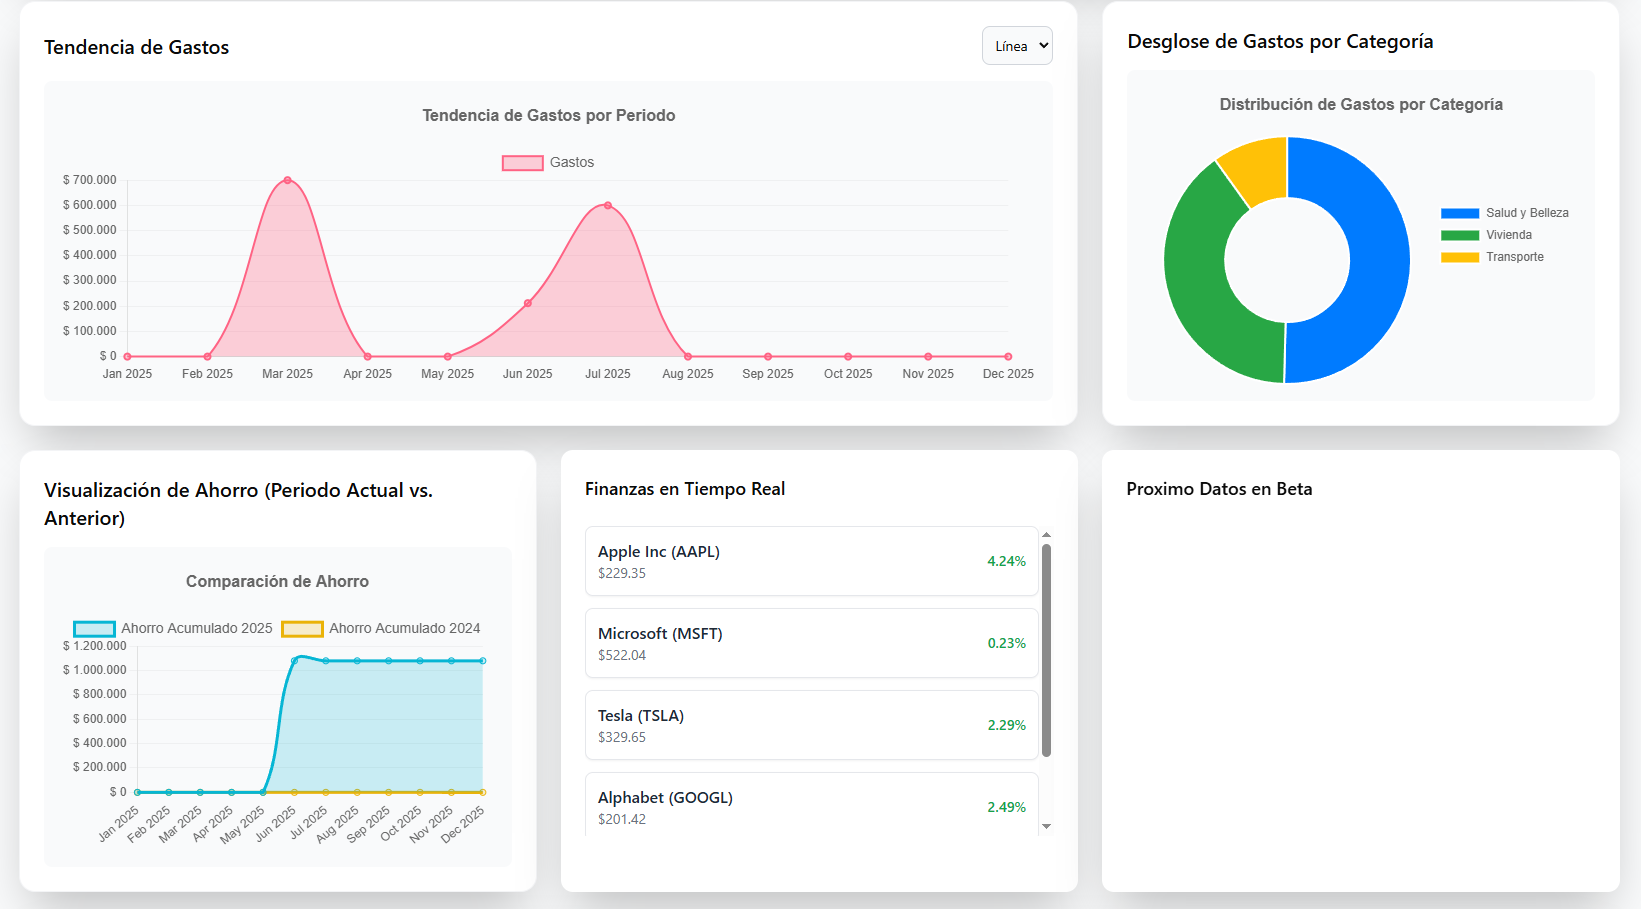 Tendencia de Gastos
Línea
Tendencia de Gastos por Periodo
Gastos
$ 700.000
$ 600.000
$ 500.000
$ 400.000
$ 300.000
$ 200.000
$ 100.000
$ 0
Jan 2025 Feb 2025 Mar 2025 Apr 2025 May 2025 Jun 2025 Jul 2025 Aug 2025 Sep 2025 Oct 2025 Nov 2025 Dec 2025
Desglose de Gastos por Categoría
Distribución de Gastos por Categoría
Salud y Belleza
Vivienda
Transporte
Visualización de Ahorro (Periodo Actual vs.
Anterior)
Comparación de Ahorro
Ahorro Acumulado 2025 Ahorro Acumulado 2024
$ 1.200.000
$ 1.000.000
$ 800.000
$ 600.000
$ 400.000
$ 200.000
$ 0
Jan 2025 Feb 2025 Mar 2025 Apr 2025 May 2025 Jun 2025 Jul 2025 Aug 2025 Sep 2025 Oct 2025 Nov 2025 Dec 2025
Finanzas en Tiempo Real
Apple Inc (AAPL)
$229.35
4.24%
Microsoft (MSFT)
$522.04
0.23%
Tesla (TSLA)
$329.65
2.29%
Alphabet (GOOGL)
$201.42
2.49%
Proximo Datos en Beta